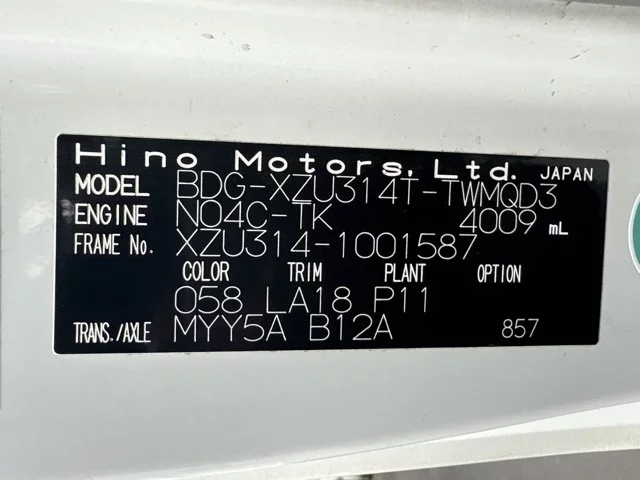 Hino Motors, Ltd. JAPAN
MODEL BDG-XZU314T-TWMQD3
ENGINE N04C-TK 4009 mL
FRAME No. XZU314-1001587
COLOR TRIM PLANT OPTION
058 LA18 P11
TRANS./AXLE MYY5A B12A 857